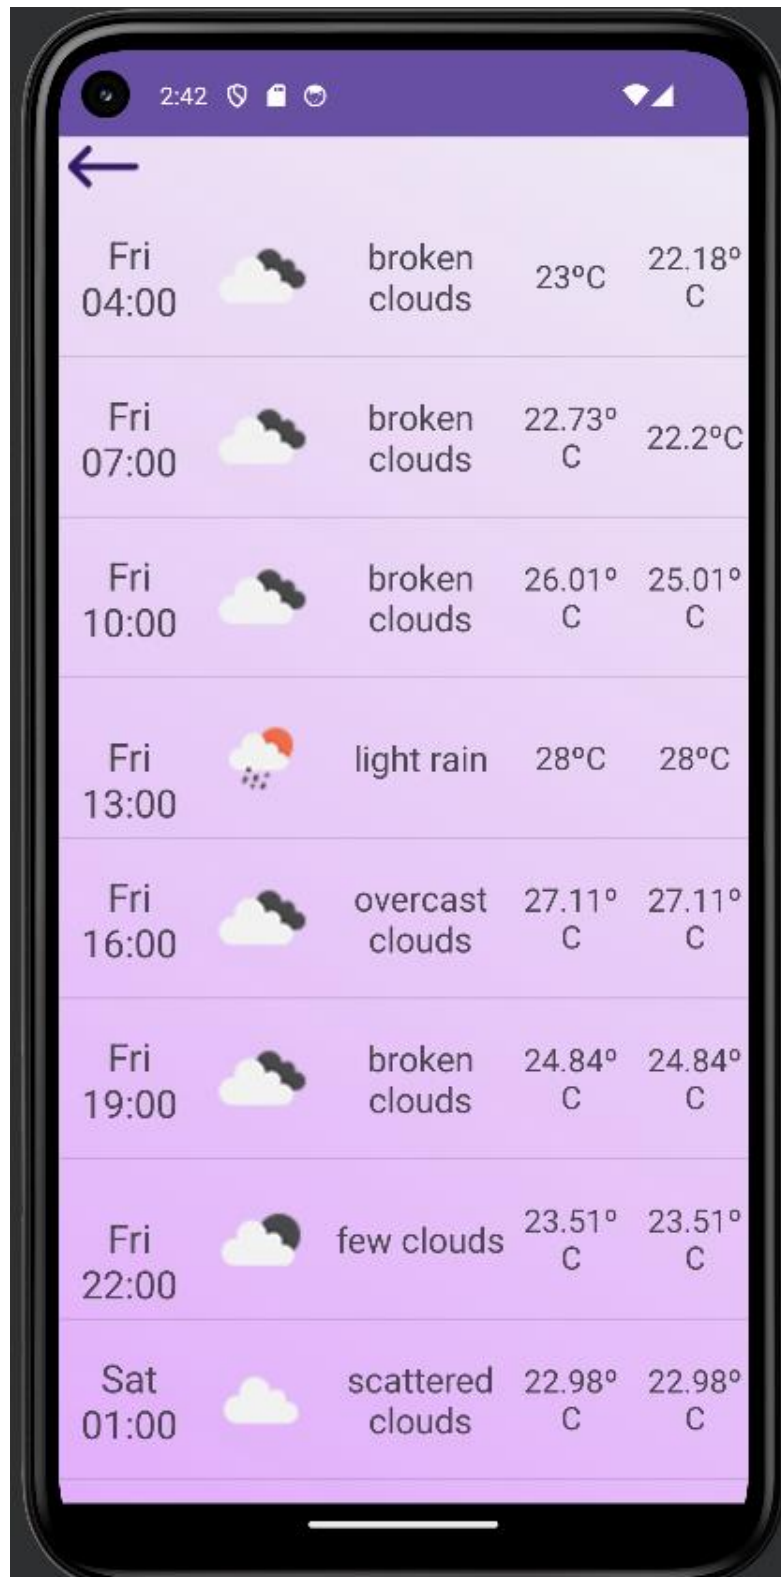 2:42
Fri
04:00
broken
clouds
23ºC
22.18º
C
Fri
07:00
broken
clouds
22.73º
C
22.2ºC
Fri
10:00
broken
clouds
26.01º
C
25.01º
C
Fri
13:00
light rain
28ºC
28ºC
Fri
16:00
overcast
clouds
27.11º
C
27.11º
C
Fri
19:00
broken
clouds
24.84º
C
24.84º
C
Fri
22:00
few clouds
23.51º
C
23.51º
C
Sat
01:00
scattered
clouds
22.98º
C
22.98º
C